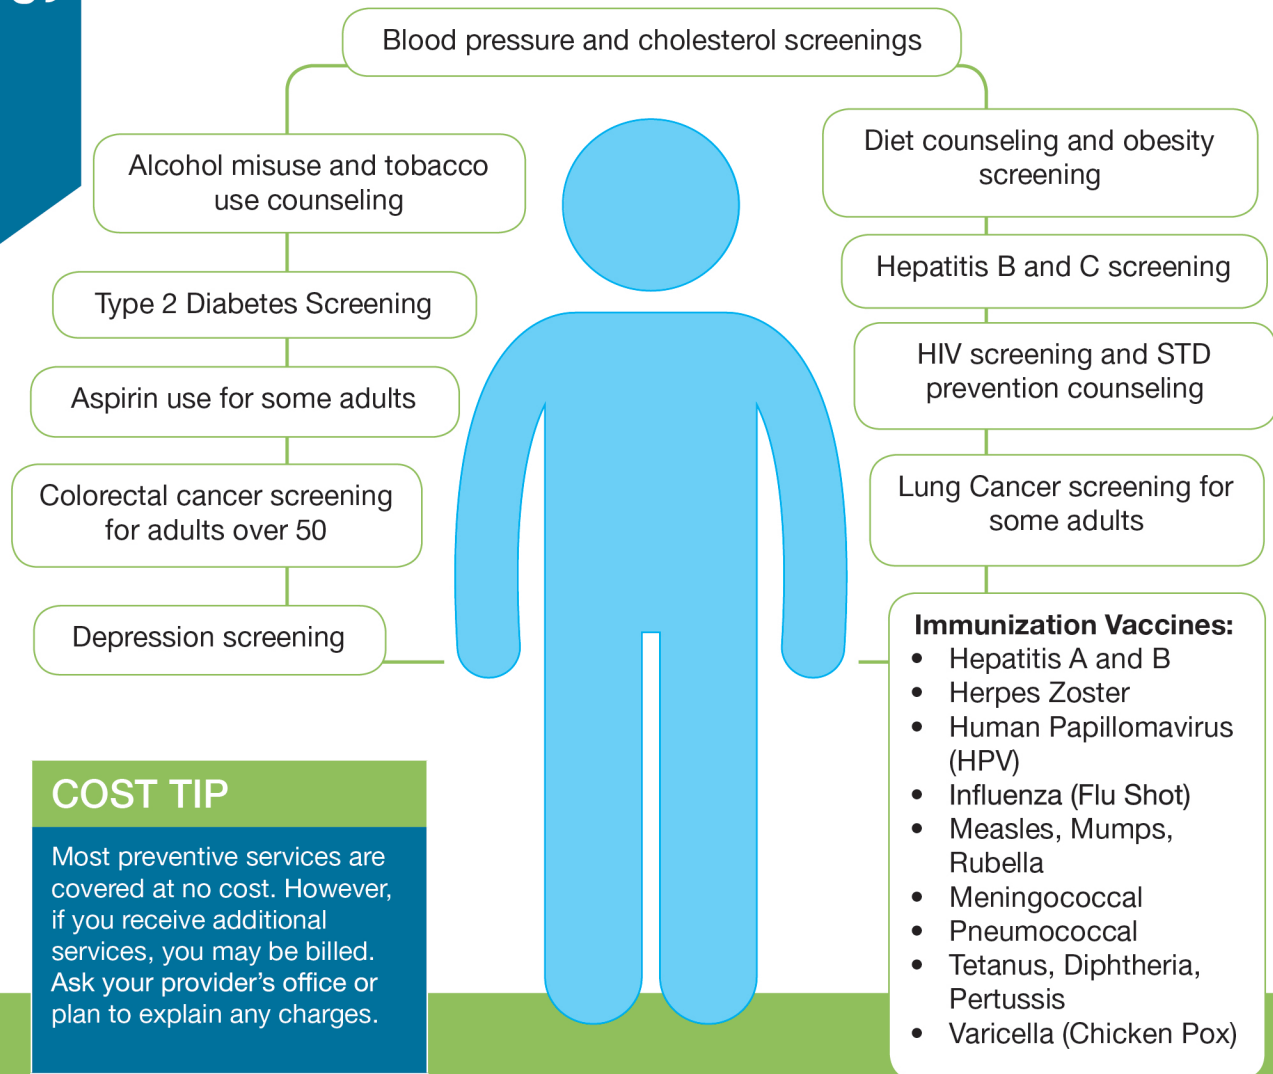 Blood pressure and cholesterol screenings
Alcohol misuse and tobacco
use counseling
Type 2 Diabetes Screening
Aspirin use for some adults
Colorectal cancer screening
for adults over 50
Depression screening
Diet counseling and obesity
screening
Hepatitis B and C screening
HIV screening and STD
prevention counseling
Lung Cancer screening for
some adults
Immunization Vaccines:
• Hepatitis A and B
• Herpes Zoster
• Human Papillomavirus
(HPV)
• Influenza (Flu Shot)
• Measles, Mumps,
Rubella
• Meningococcal
• Pneumococcal
• Tetanus, Diphtheria,
Pertussis
• Varicella (Chicken Pox)
COST TIP
Most preventive services are
covered at no cost. However,
if you receive additional
services, you may be billed.
Ask your provider’s office or
plan to explain any charges.